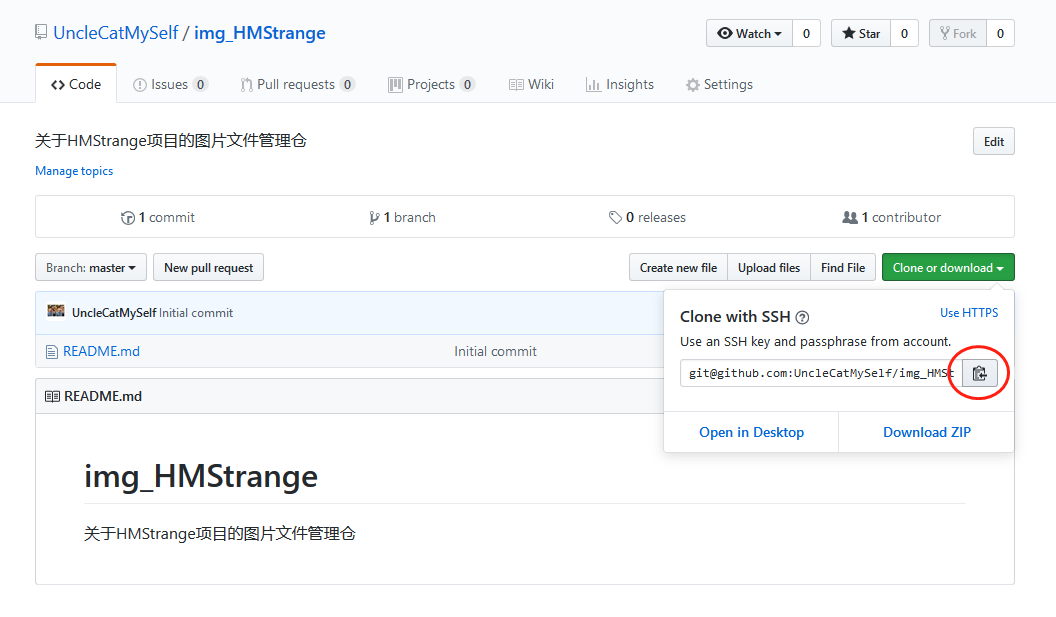 UncleCatMySelf / img_HMStrange
Watch 0 Star 0 Fork 0
Code Issues 0 Pull requests 0 Projects 0 Wiki Insights Settings
关于HMStrange项目的图片文件管理仓
Edit
Manage topics
1 commit 1 branch 0 releases 1 contributor
Branch: master New pull request Create new file Upload files Find File Clone or download
UncleCatMySelf Initial commit
README.md Initial commit
Clone with SSH Use HTTPS
Use an SSH key and passphrase from account.
git@github.com:UncleCatMySelf/img_HMSt
Open in Desktop Download ZIP
README.md
img_HMStrange
关于HMStrange项目的图片文件管理仓